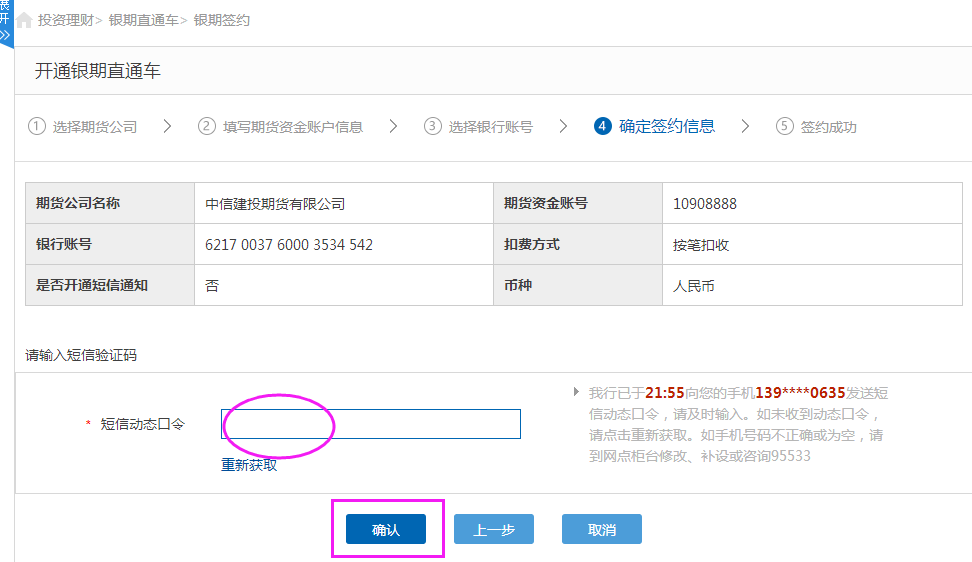 展
开
投资理财> 银期直通车> 银期签约
开通银期直通车
1 选择期货公司 2 填写期货资金账户信息 3 选择银行账号 4 确定签约信息 5 签约成功
期货公司名称 中信建投期货有限公司 期货资金账号 10908888
银行账号 6217 0037 6000 3534 542 扣费方式 按笔扣收
是否开通短信通知 否 币种 人民币
请输入短信验证码
* 短信动态口令
重新获取
我行已于21:55向您的手机139****0635发送短
信动态口令，请及时输入。如未收到动态口令，
请点击重新获取。如手机号码不正确或为空，请
到网点柜台修改、补设或咨询95533
确认 上一步 取消